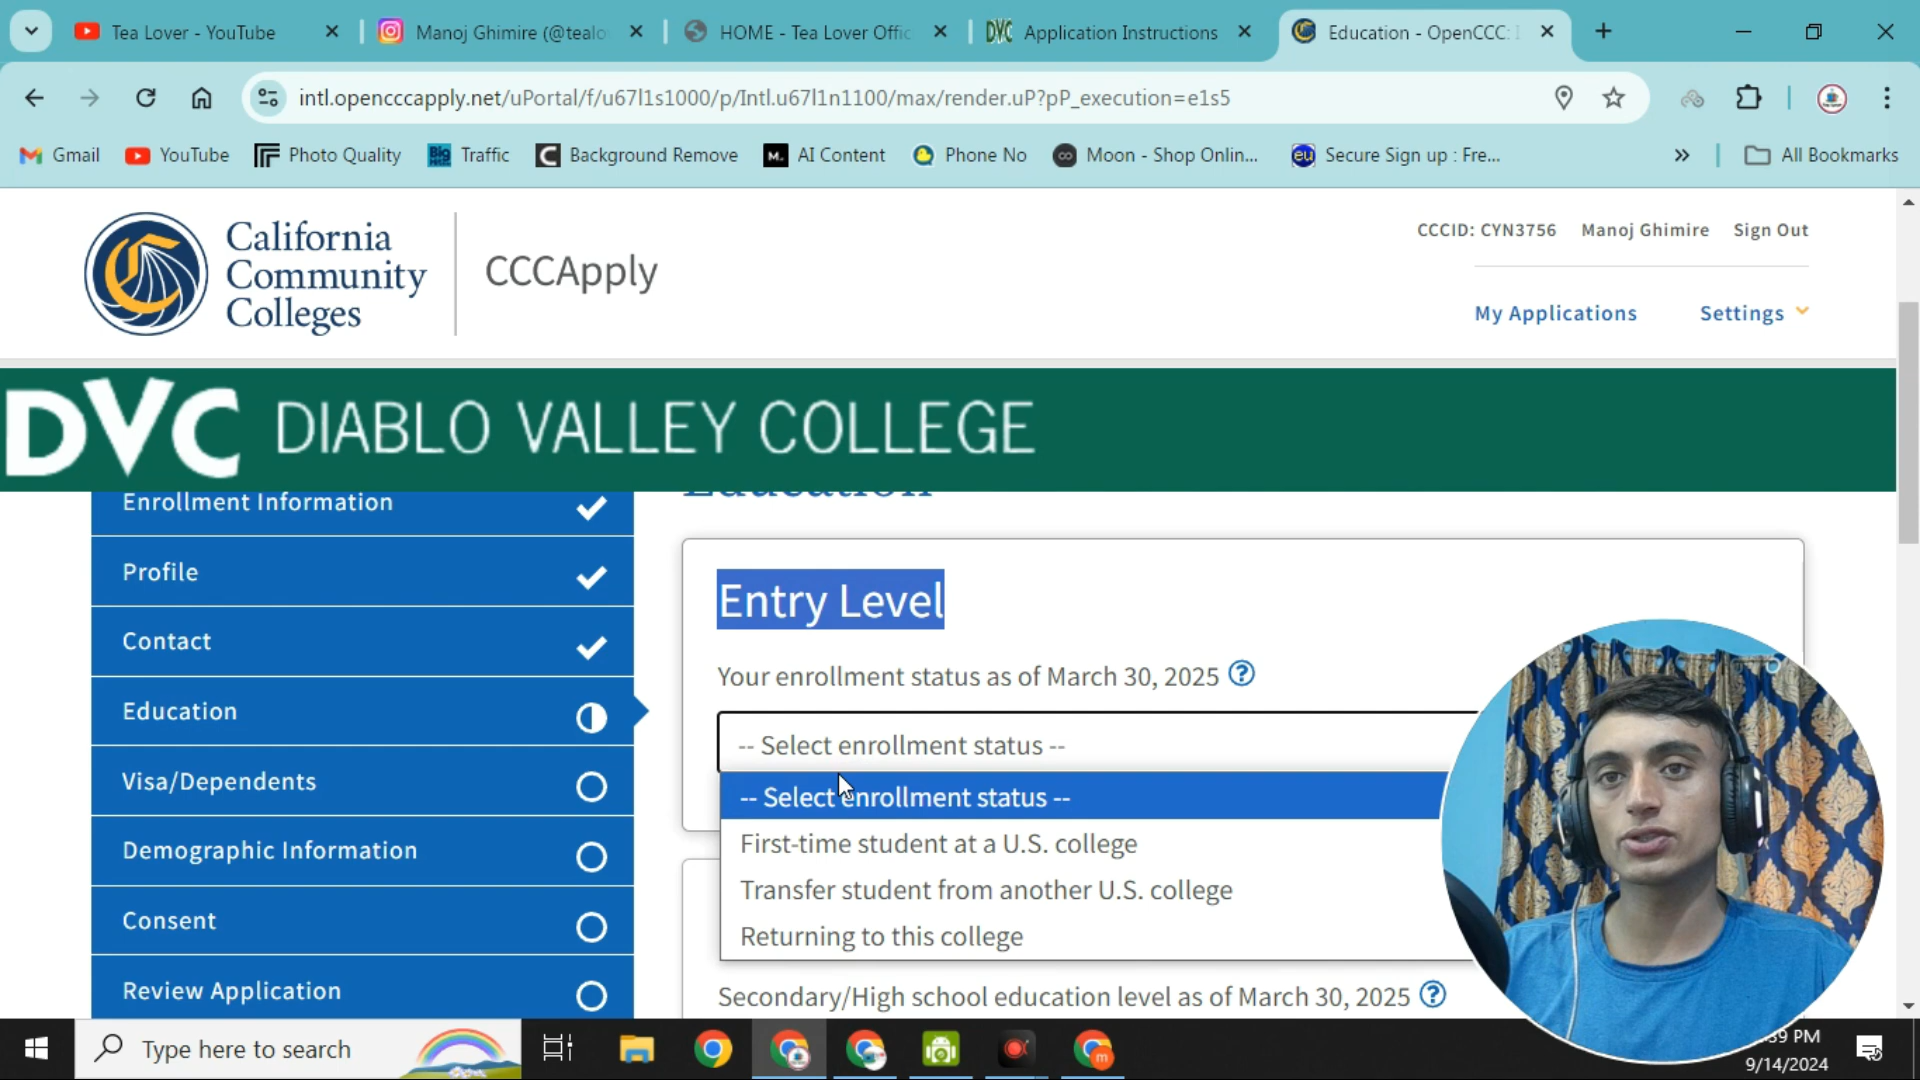 Tea Lover - YouTube
Manoj Ghimire (@tealo
HOME - Tea Lover Offic
DVC Application Instructions
Education - OpenCCC: I
intl.opencccapply.net/uPortal/f/u67l1s1000/p/Intl.u67l1n1100/max/render.uP?pP_execution=e1s5
Gmail
YouTube
Photo Quality
Big Traffic
Background Remove
M. AI Content
Phone No
Moon - Shop Onlin...
eu Secure Sign up : Fre...
All Bookmarks
California
Community
Colleges
CCCApply
CCCID: CYN3756 Manoj Ghimire Sign Out
My Applications Settings
DVC DIABLO VALLEY COLLEGE
Enrollment Information
Profile
Contact
Education
Visa/Dependents
Demographic Information
Consent
Review Application
Education
Entry Level
Your enrollment status as of March 30, 2025 ?
-- Select enrollment status --
-- Select enrollment status --
First-time student at a U.S. college
Transfer student from another U.S. college
Returning to this college
Secondary/High school education level as of March 30, 2025 ?
Type here to search
39 PM
9/14/2024